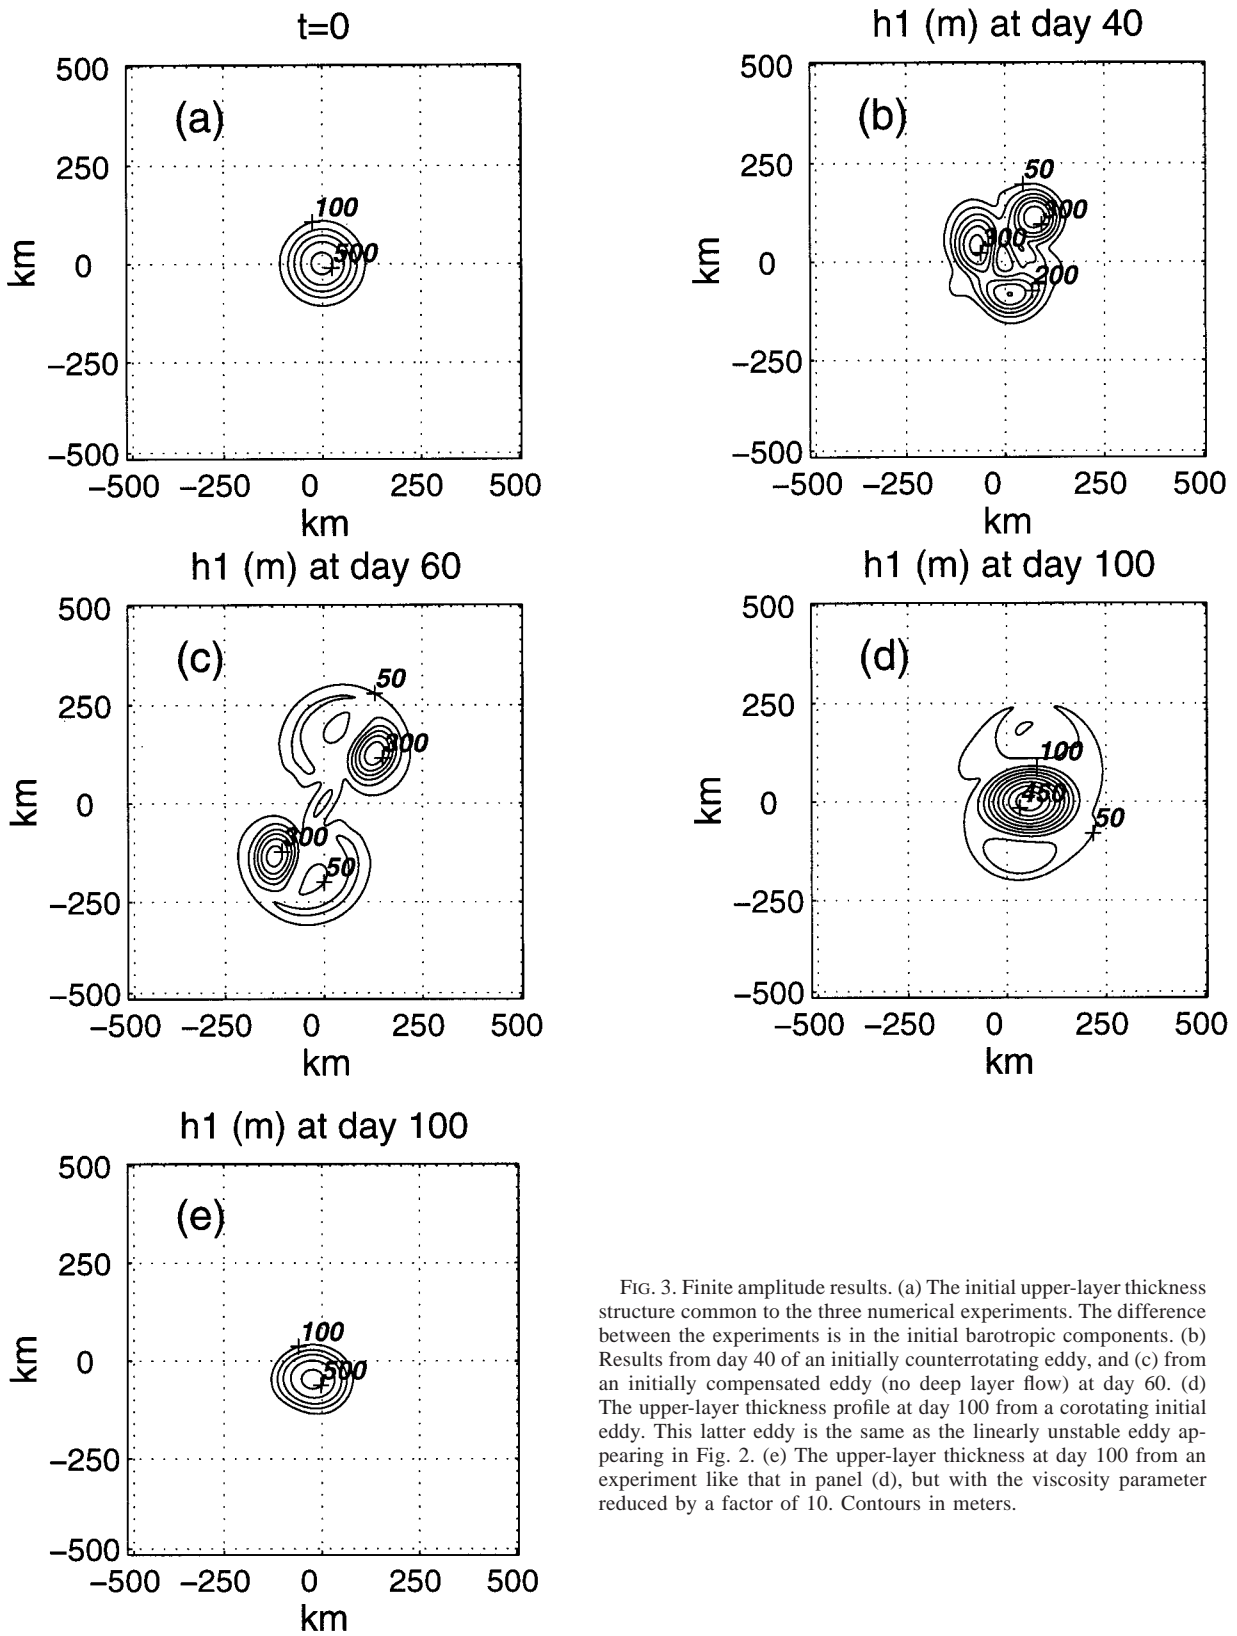 t=0
500
(a)
250
100
km
0
500
−250
−500
−500 −250 0 250 500
km
h1 (m) at day 40
500
(b)
250
50
300
km
0
300
200
−250
−500
−500 −250 0 250 500
km
h1 (m) at day 60
500
(c)
50
250
300
km
0
300
50
−250
−500
−500 −250 0 250 500
km
h1 (m) at day 100
500
(d)
250
100
km
0
450
50
−250
−500
−500 −250 0 250 500
km
h1 (m) at day 100
500
(e)
250
100
km
0
500
−250
−500
−500 −250 0 250 500
km
FIG. 3. Finite amplitude results. (a) The initial upper-layer thickness
structure common to the three numerical experiments. The difference
between the experiments is in the initial barotropic components. (b)
Results from day 40 of an initially counterrotating eddy, and (c) from
an initially compensated eddy (no deep layer flow) at day 60. (d)
The upper-layer thickness profile at day 100 from a corotating initial
eddy. This latter eddy is the same as the linearly unstable eddy ap-
pearing in Fig. 2. (e) The upper-layer thickness at day 100 from an
experiment like that in panel (d), but with the viscosity parameter
reduced by a factor of 10. Contours in meters.